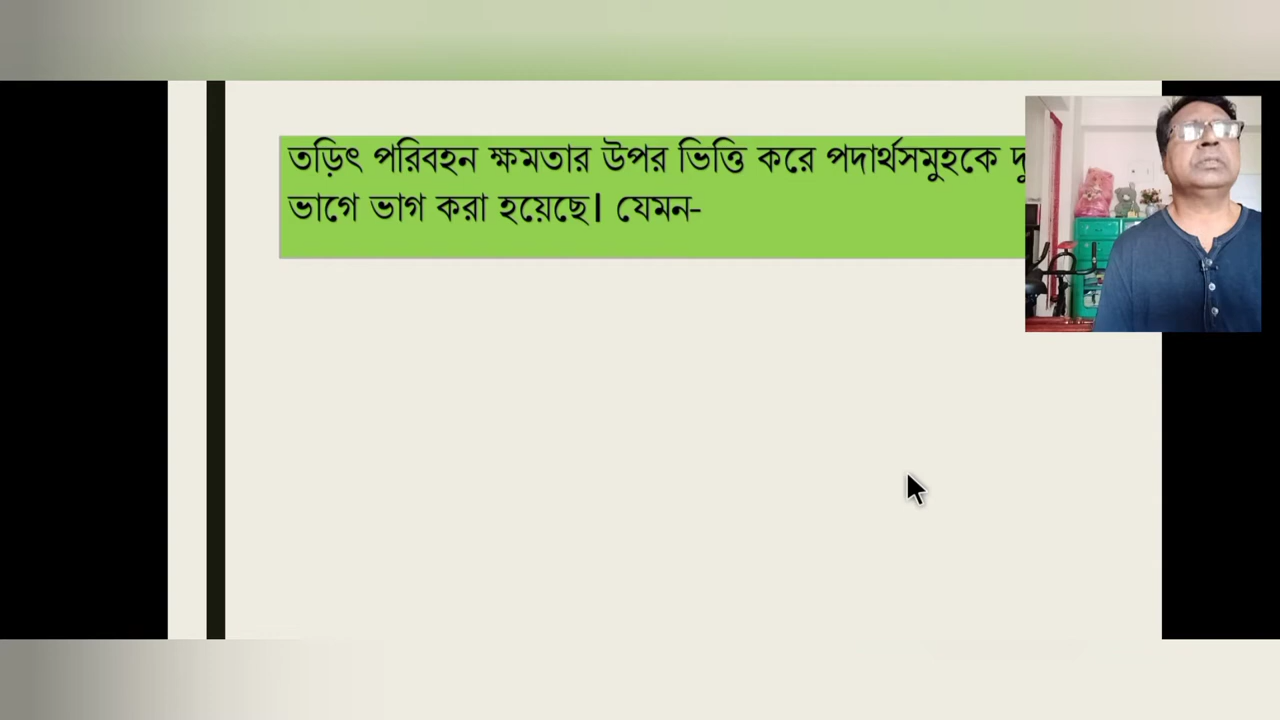 তড়িৎ পরিবহন ক্ষমতার উপর ভিত্তি করে পদার্থসমুহকে
ভাগে ভাগ করা হয়েছে। যেমন-